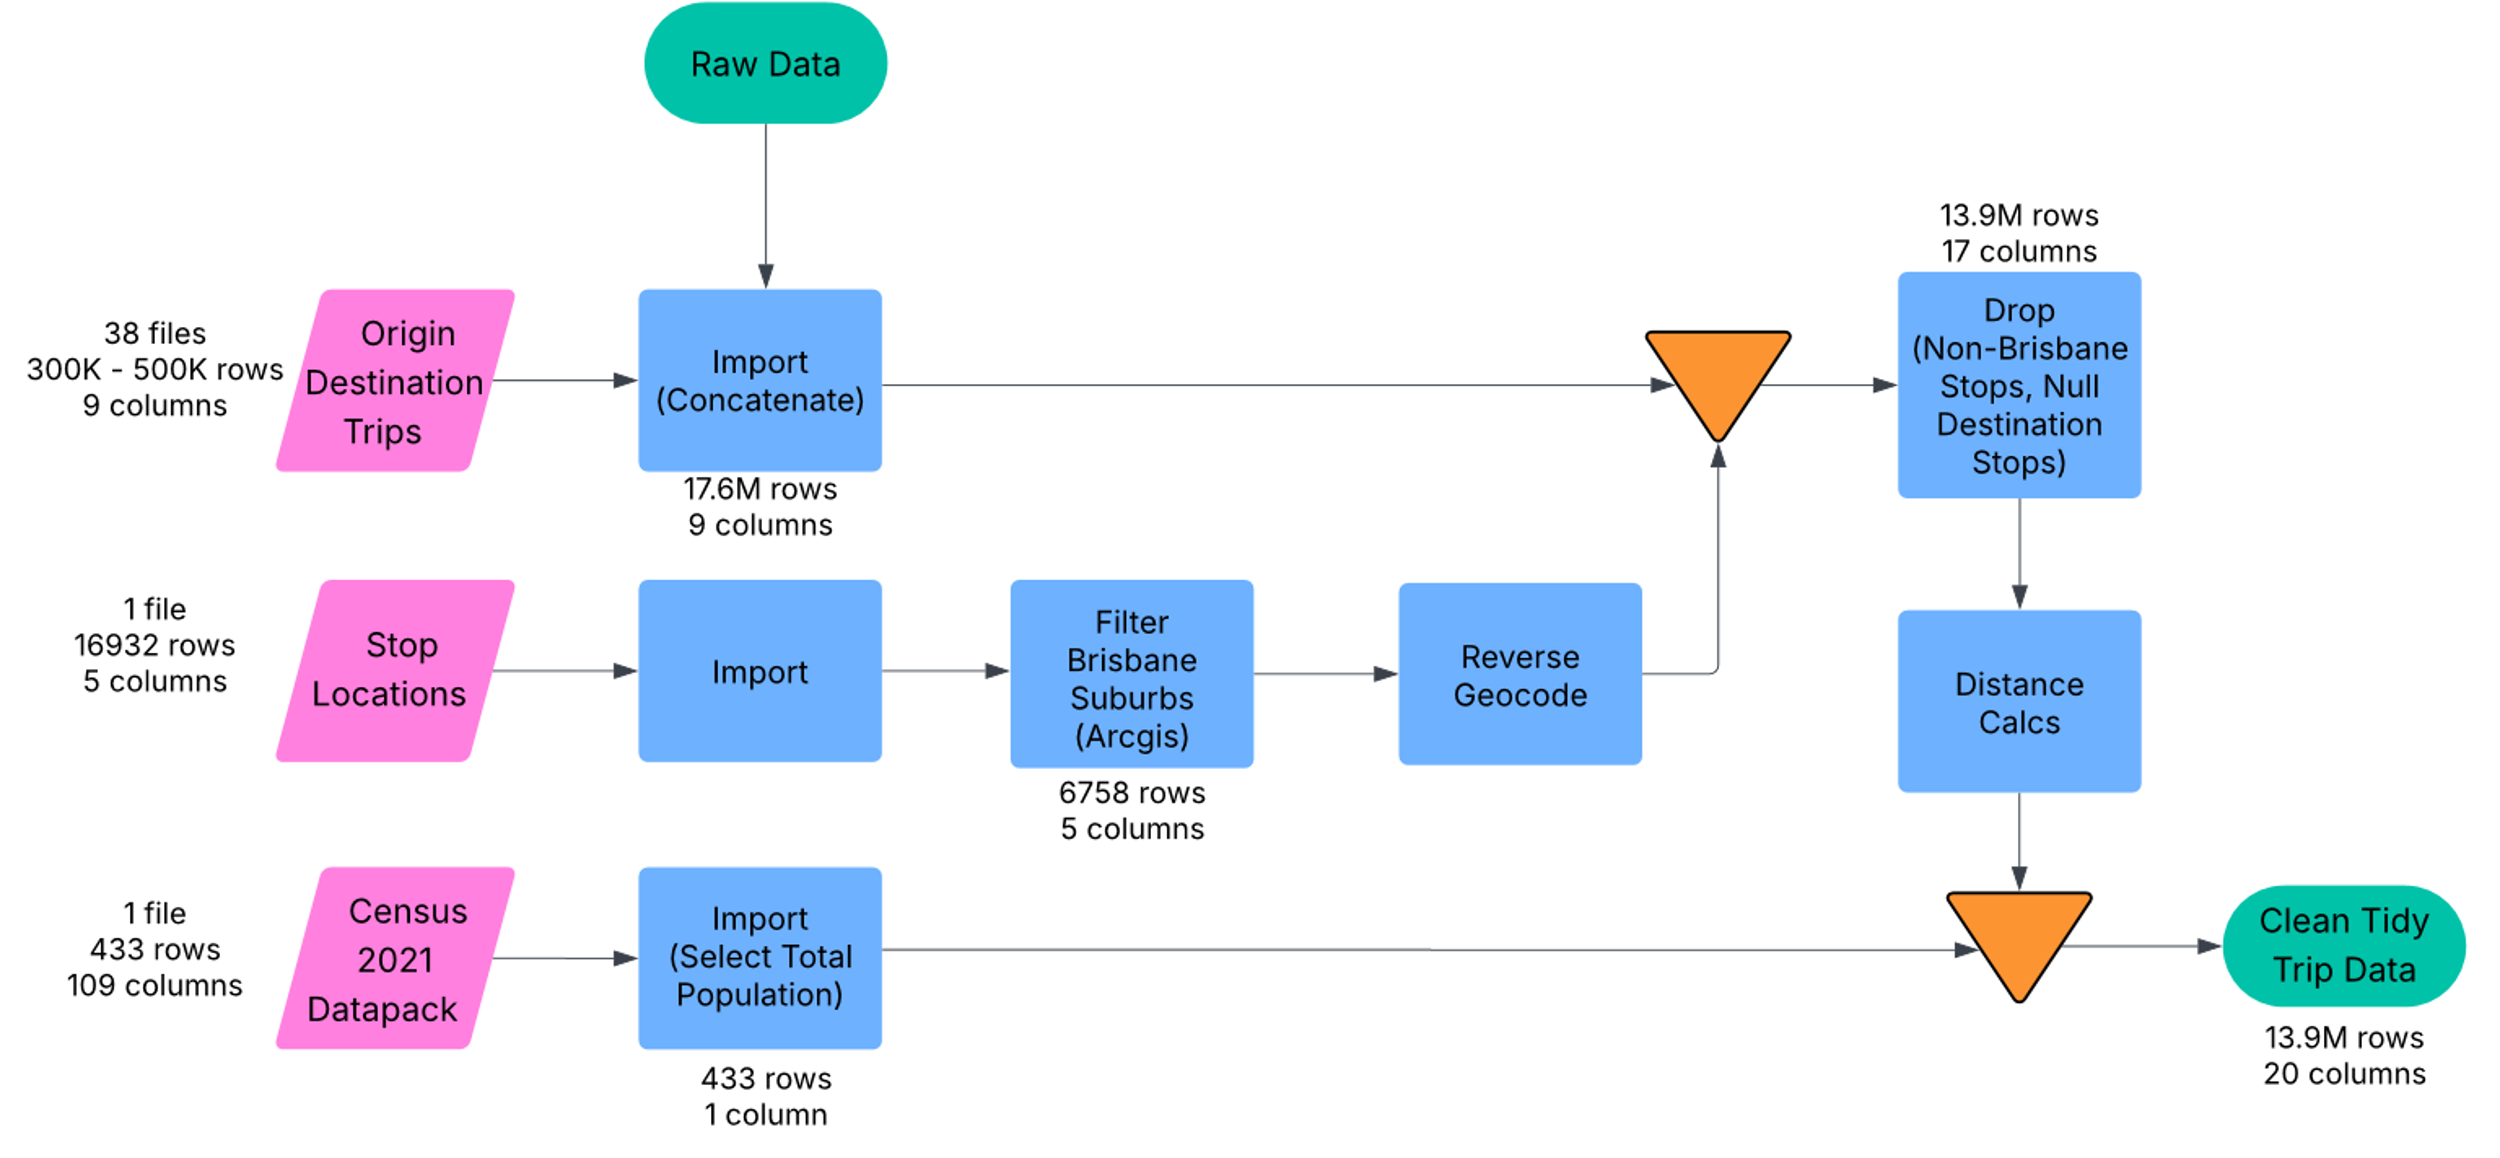 Raw Data
13.9M rows
17 columns
38 files
300K - 500K rows
9 columns
Origin
Destination
Trips
Import
(Concatenate)
17.6M rows
9 columns
Drop
(Non-Brisbane
Stops, Null
Destination
Stops)
1 file
16932 rows
5 columns
Stop
Locations
Import
Filter
Brisbane
Suburbs
(Arcgis)
6758 rows
5 columns
Reverse
Geocode
Distance
Calcs
1 file
433 rows
109 columns
Census
2021
Datapack
Import
(Select Total
Population)
433 rows
1 column
Clean Tidy
Trip Data
13.9M rows
20 columns